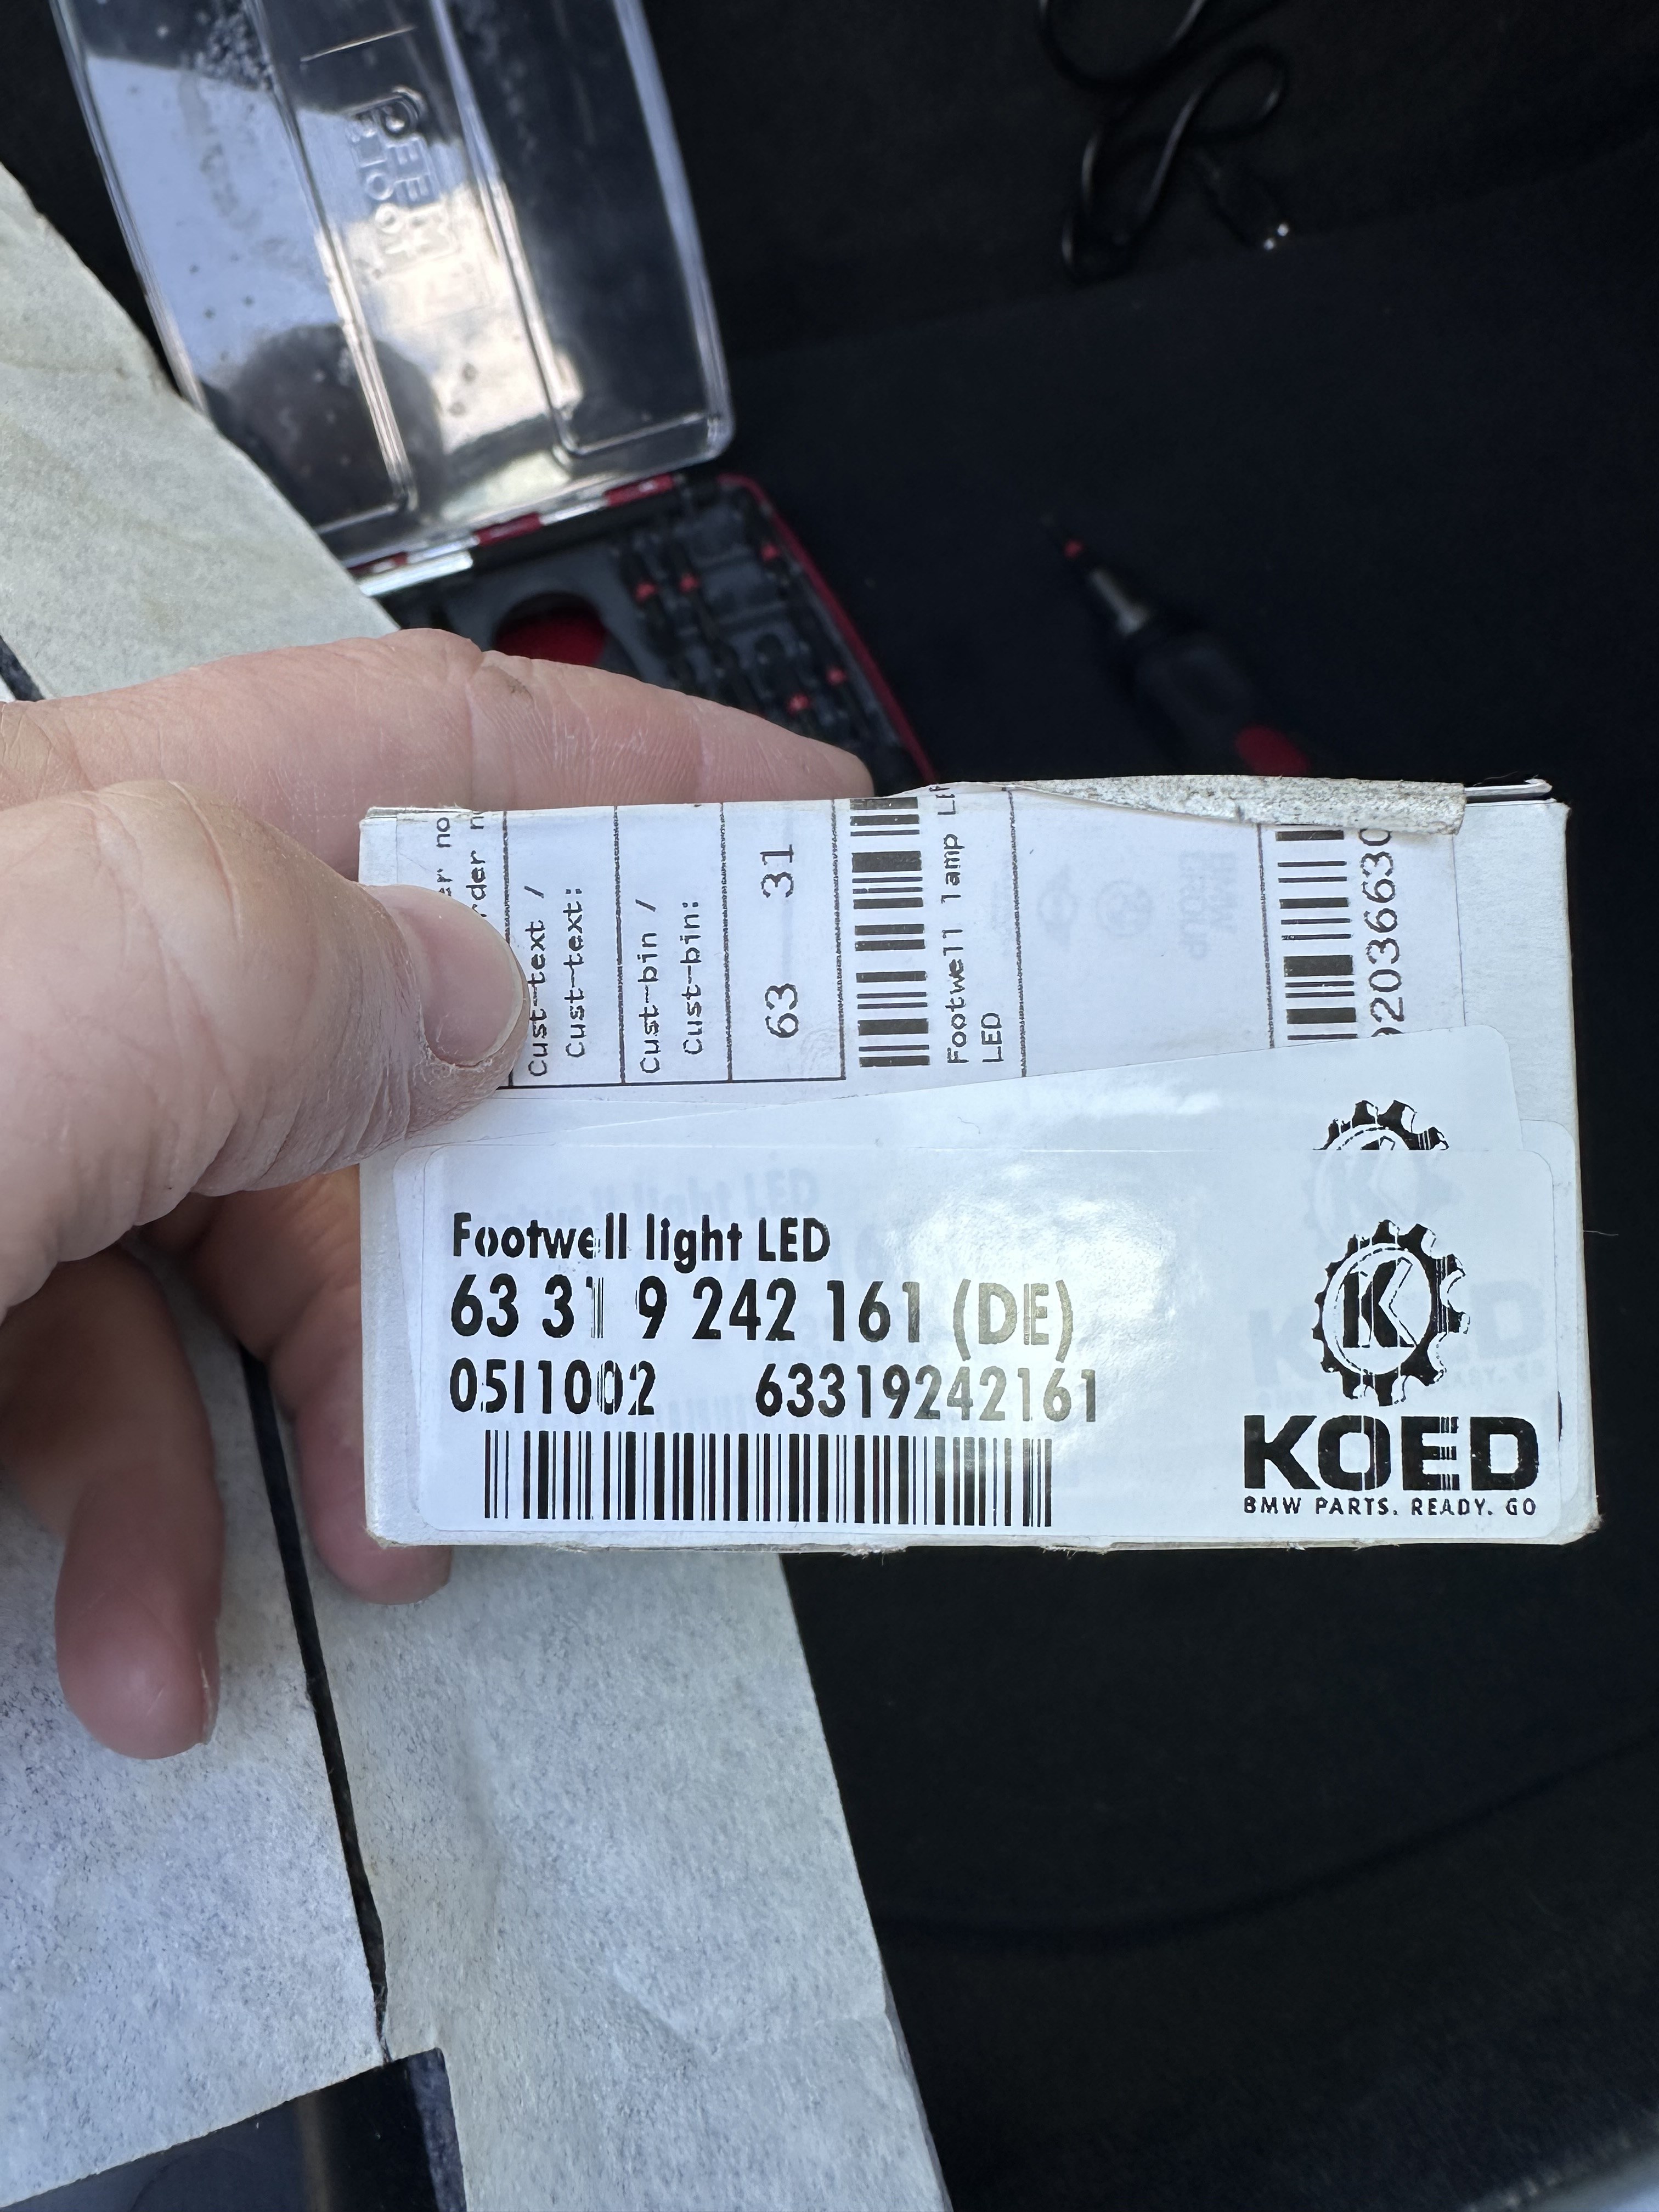 Cust-text /
Cust-text:
Cust-bin /
Cust-bin:
63 31
Footwell lamp
LED
Footwell light LED
63 31 9 242 161 (DE)
05I1002 63319242161
K
KOED
BMW PARTS. READY. GO